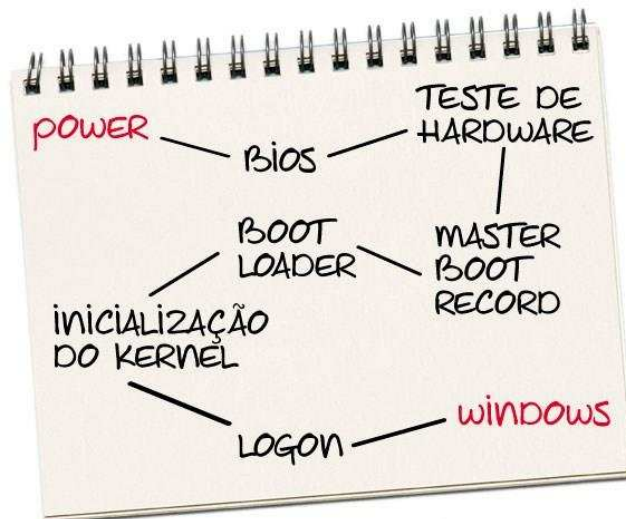 POWER
BIOS
TESTE DE
HARDWARE
MASTER
BOOT
RECORD
BOOT
LOADER
INICIALIZAÇÃO
DO KERNEL
LOGON
WINDOWS